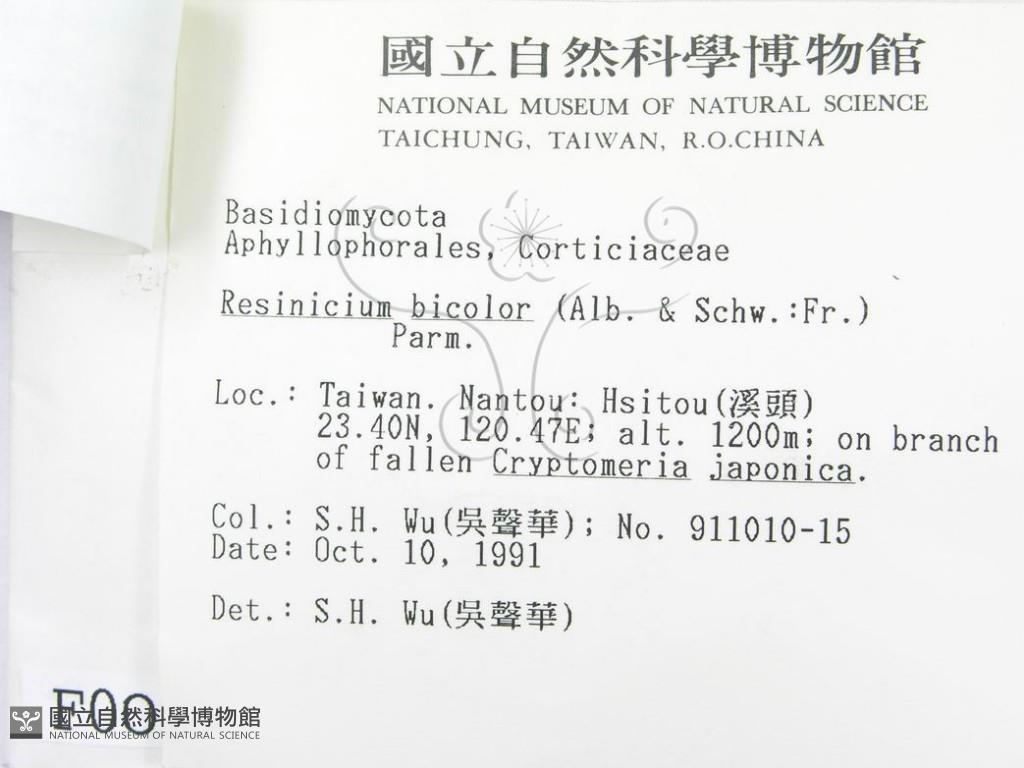 國立自然科學博物館
NATIONAL MUSEUM OF NATURAL SCIENCE
TAICHUNG, TAIWAN, R.O.CHINA
Basidiomycota
Aphyllophorales, Corticiaceae
Resinicium bicolor (Alb. & Schw.:Fr.)
Parm.
Loc.: Taiwan. Nantou: Hsitou(溪頭)
23.40N, 120.47E; alt. 1200m; on branch
of fallen Cryptomeria japonica.
Col.: S.H. Wu(吳聲華); No. 911010-15
Date: Oct. 10, 1991
Det.: S.H. Wu(吳聲華)
F00
國立自然科學博物館
NATIONAL MUSEUM OF NATURAL SCIENCE